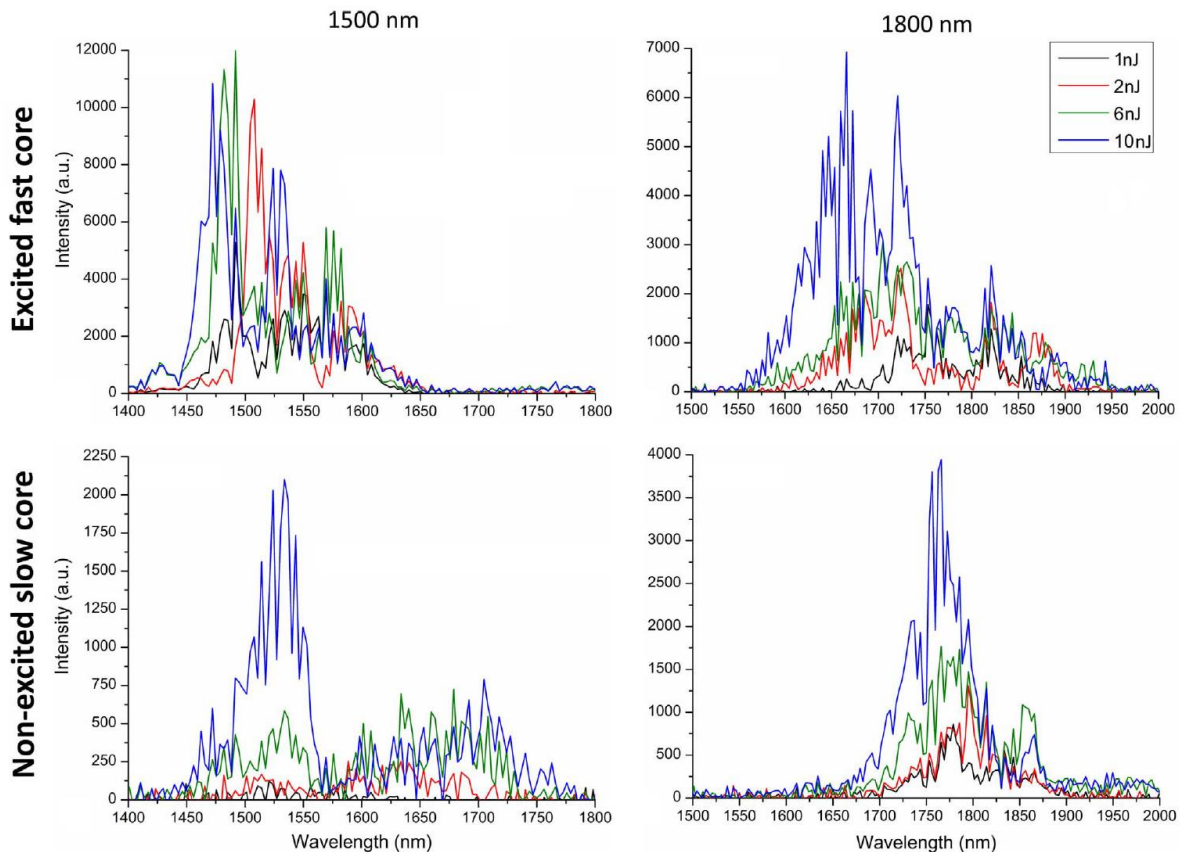 1500 nm
1800 nm
Excited fast core
Non-excited slow core
Intensity (a.u.)
12000
10000
8000
6000
4000
2000
0
1400 1450 1500 1550 1600 1650 1700 1750 1800
7000
6000
5000
4000
3000
2000
1000
0
1500 1550 1600 1650 1700 1750 1800 1850 1900 1950 2000
1nJ
2nJ
6nJ
10nJ
Intensity (a.u.)
2250
2000
1750
1500
1250
1000
750
500
250
0
1400 1450 1500 1550 1600 1650 1700 1750 1800
Wavelength (nm)
4000
3500
3000
2500
2000
1500
1000
500
0
1500 1550 1600 1650 1700 1750 1800 1850 1900 1950 2000
Wavelength (nm)